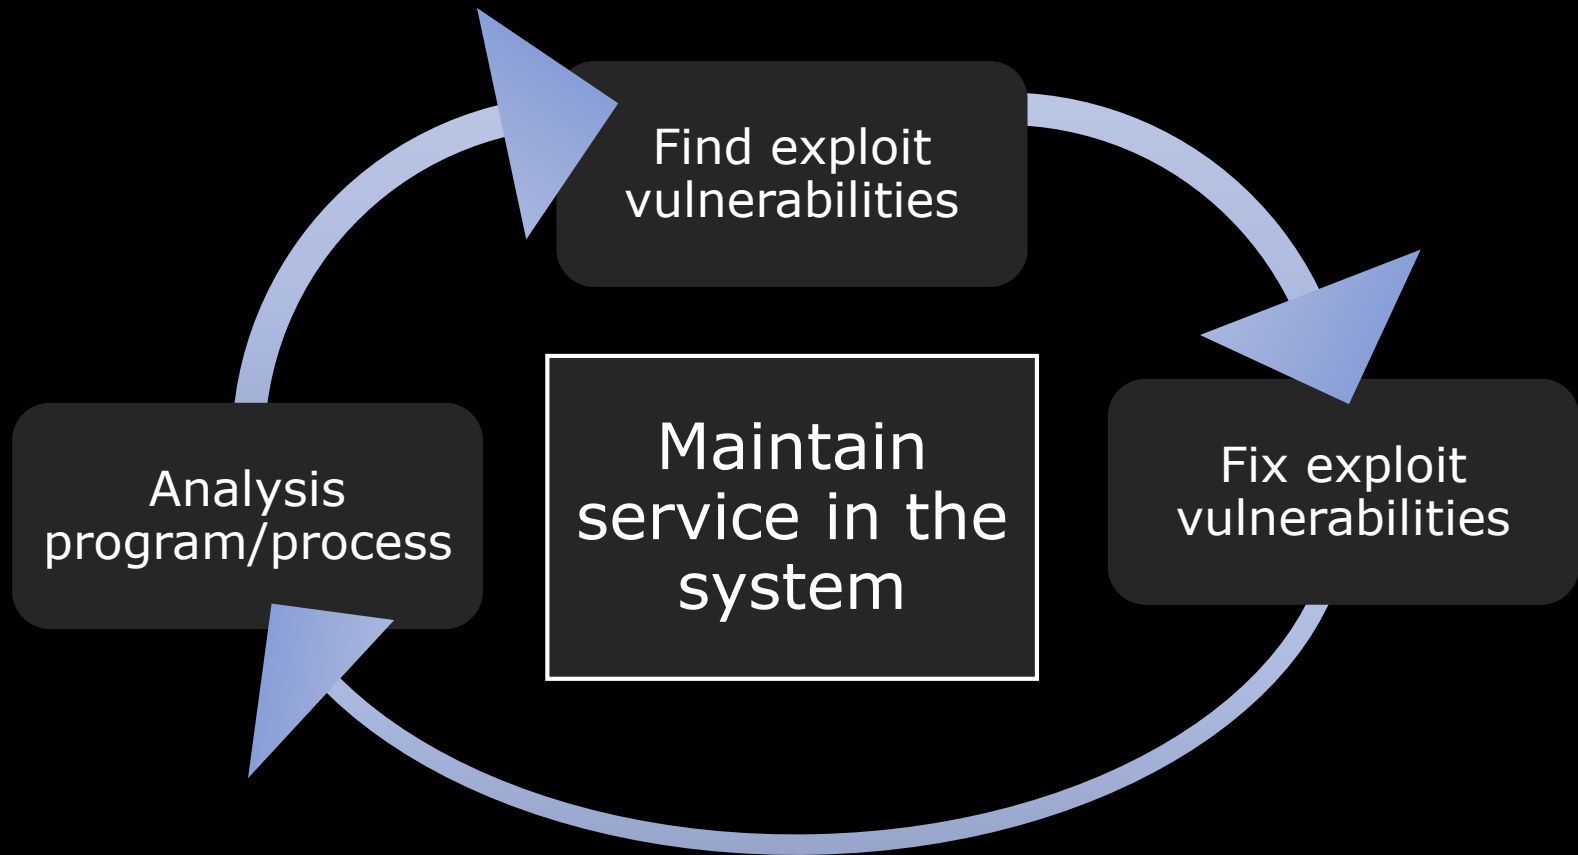 Find exploit
vulnerabilities
Maintain
service in the
system
Fix exploit
vulnerabilities
Analysis
program/process